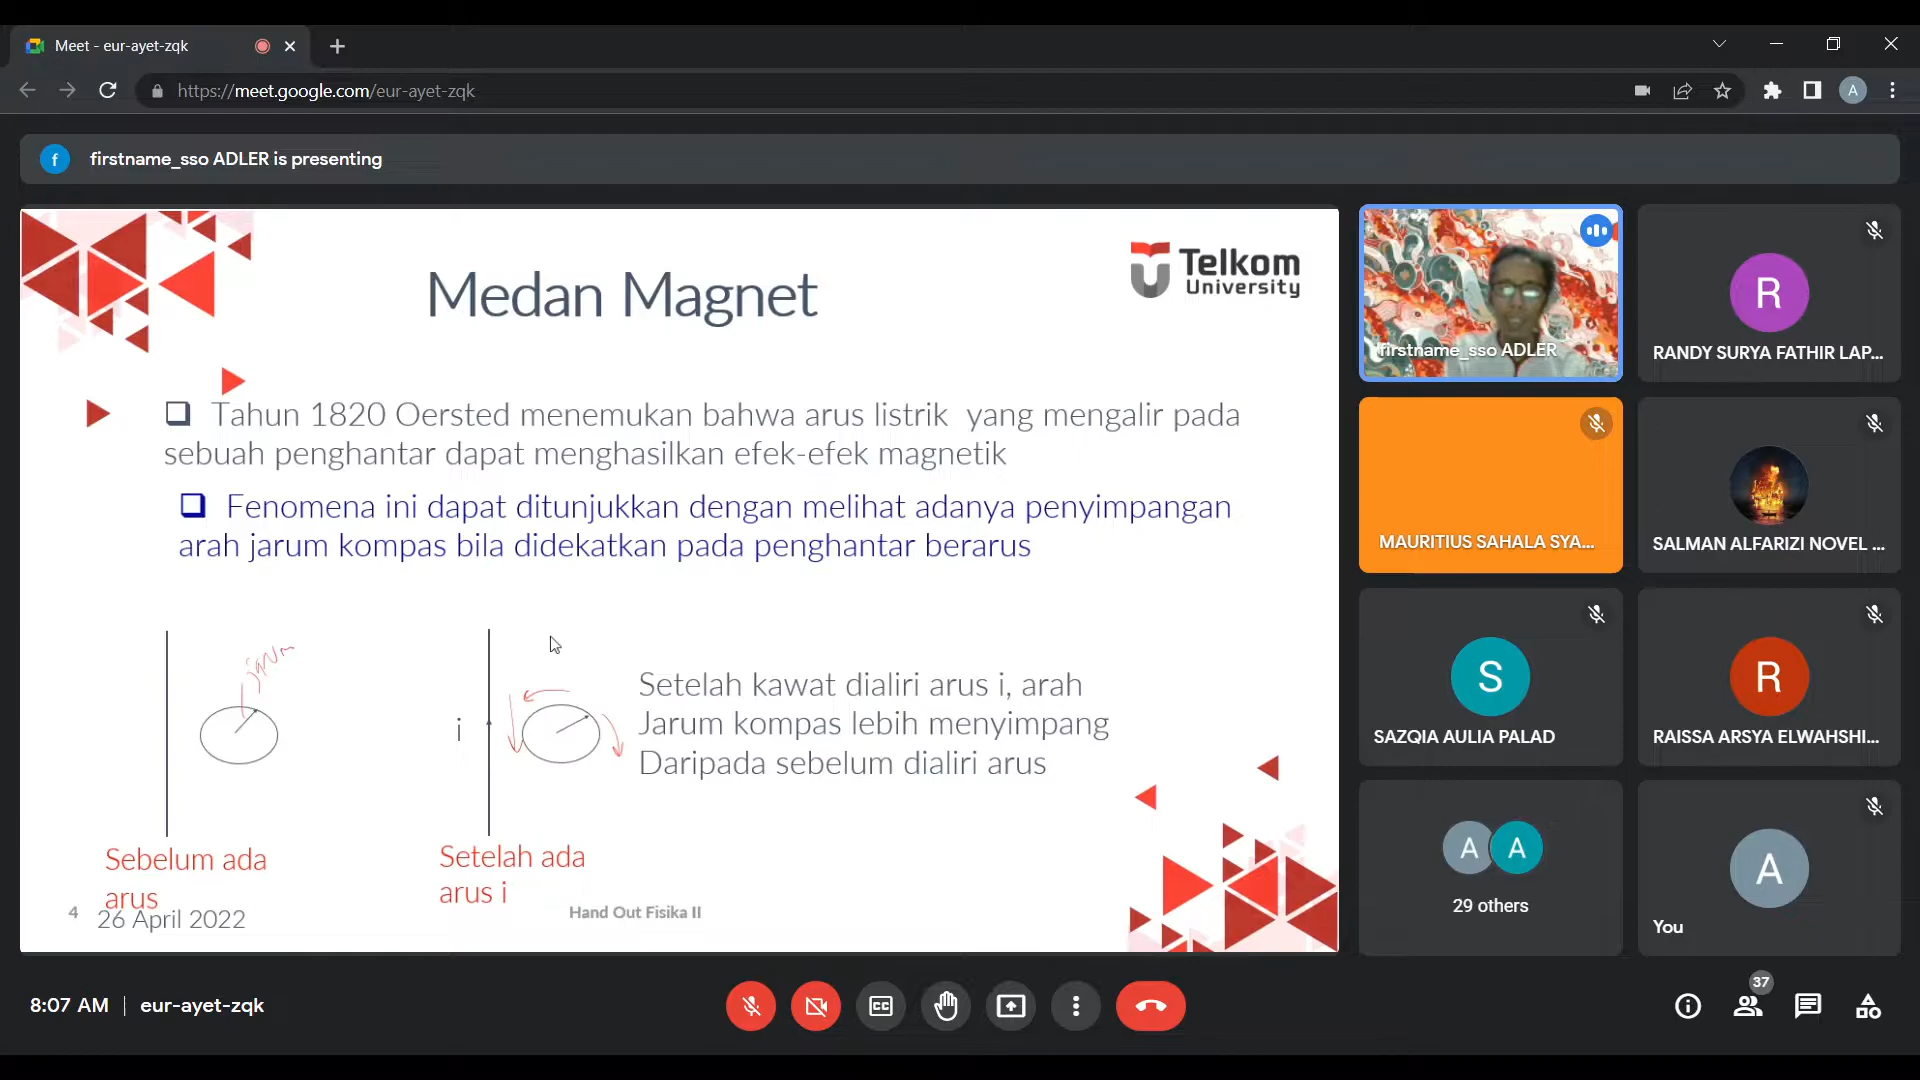 Meet - eur-ayet-zqk
https://meet.google.com/eur-ayet-zqk
A
f
firstname_sso ADLER is presenting
Telkom
University
Medan Magnet
Tahun 1820 Oersted menemukan bahwa arus listrik yang mengalir pada
sebuah penghantar dapat menghasilkan efek-efek magnetik
Fenomena ini dapat ditunjukkan dengan melihat adanya penyimpangan
arah jarum kompas bila didekatkan pada penghantar berarus
jarum
i
Setelah kawat dialiri arus i, arah
Jarum kompas lebih menyimpang
Daripada sebelum dialiri arus
Sebelum ada
arus
Setelah ada
arus i
4
26 April 2022
Hand Out Fisika II
firstname_sso ADLER
R
RANDY SURYA FATHIR LAP...
MAURITIUS SAHALA SYA...
SALMAN ALFARIZI NOVEL ...
S
SAZQIA AULIA PALAD
R
RAISSA ARSYA ELWAHSHI...
A A
29 others
A
You
8:07 AM | eur-ayet-zqk
CC
37